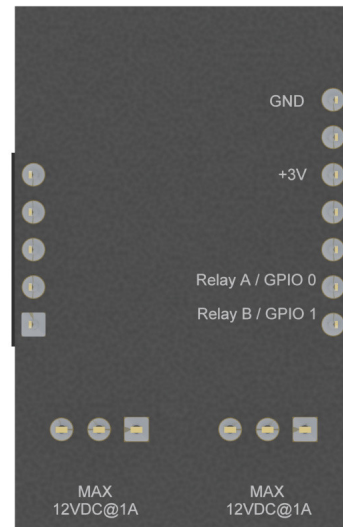 GND
+3V
Relay A / GPIO 0
Relay B / GPIO 1
MAX
12VDC@1A
MAX
12VDC@1A